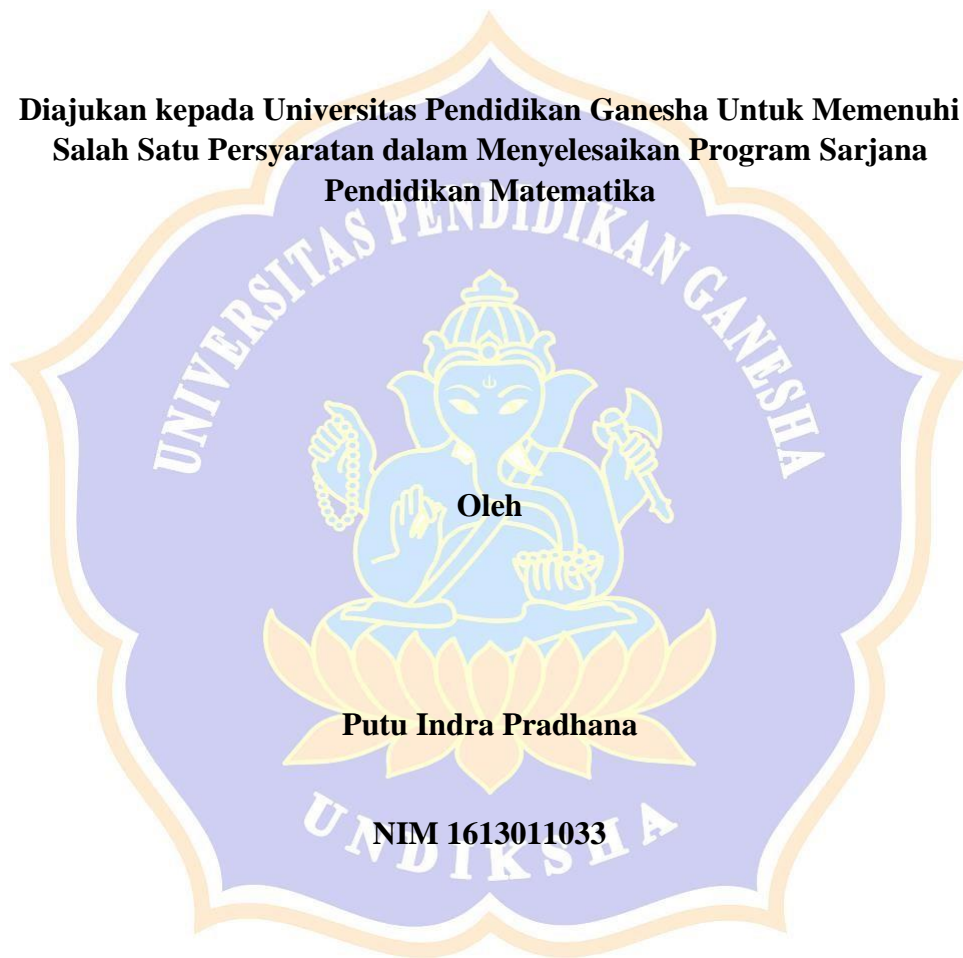 Diajukan kepada Universitas Pendidikan Ganesha Untuk Memenuhi
Salah Satu Persyaratan dalam Menyelesaikan Program Sarjana
Pendidikan Matematika
UNIVERSITAS PENDIDIKAN GANESHA
Oleh
Putu Indra Pradhana
NIM 1613011033
UNDIKSHA